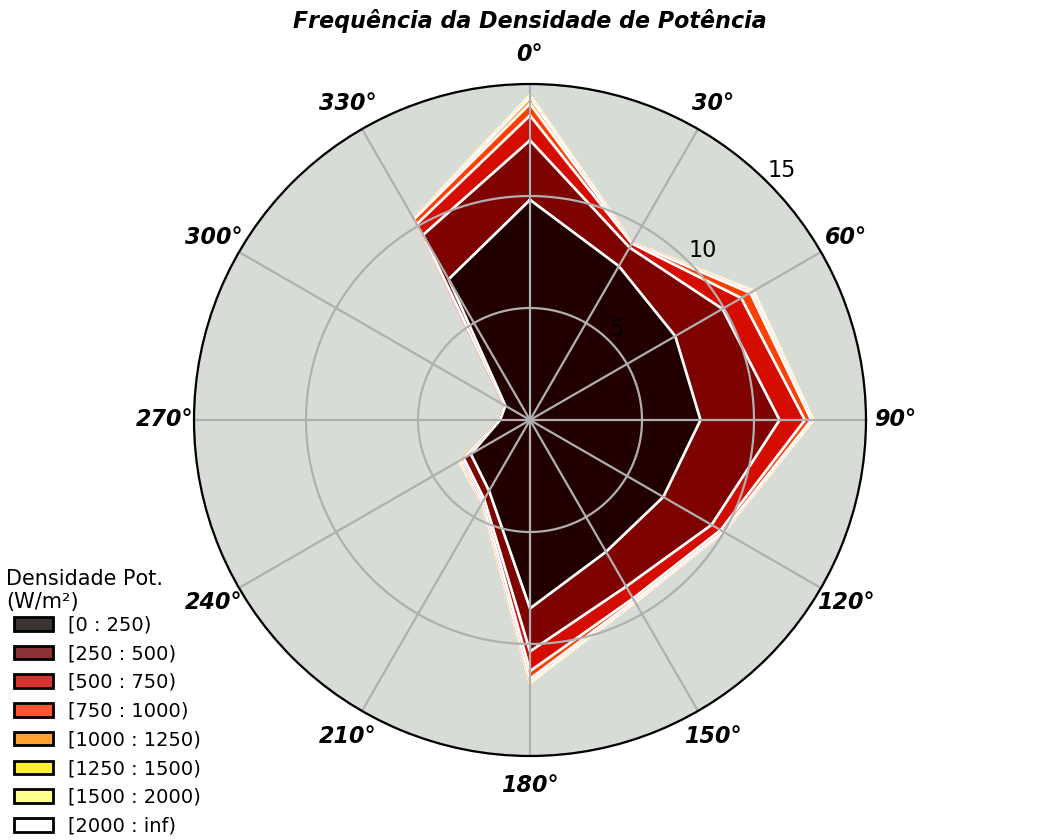 Frequência da Densidade de Potência
0°
330°
30°
15
300°
60°
10
5
270°
90°
Densidade Pot.
(W/m²)
240°
120°
[0 : 250)
[250 : 500)
[500 : 750)
[750 : 1000)
210°
150°
[1000 : 1250)
[1250 : 1500)
180°
[1500 : 2000)
[2000 : inf)